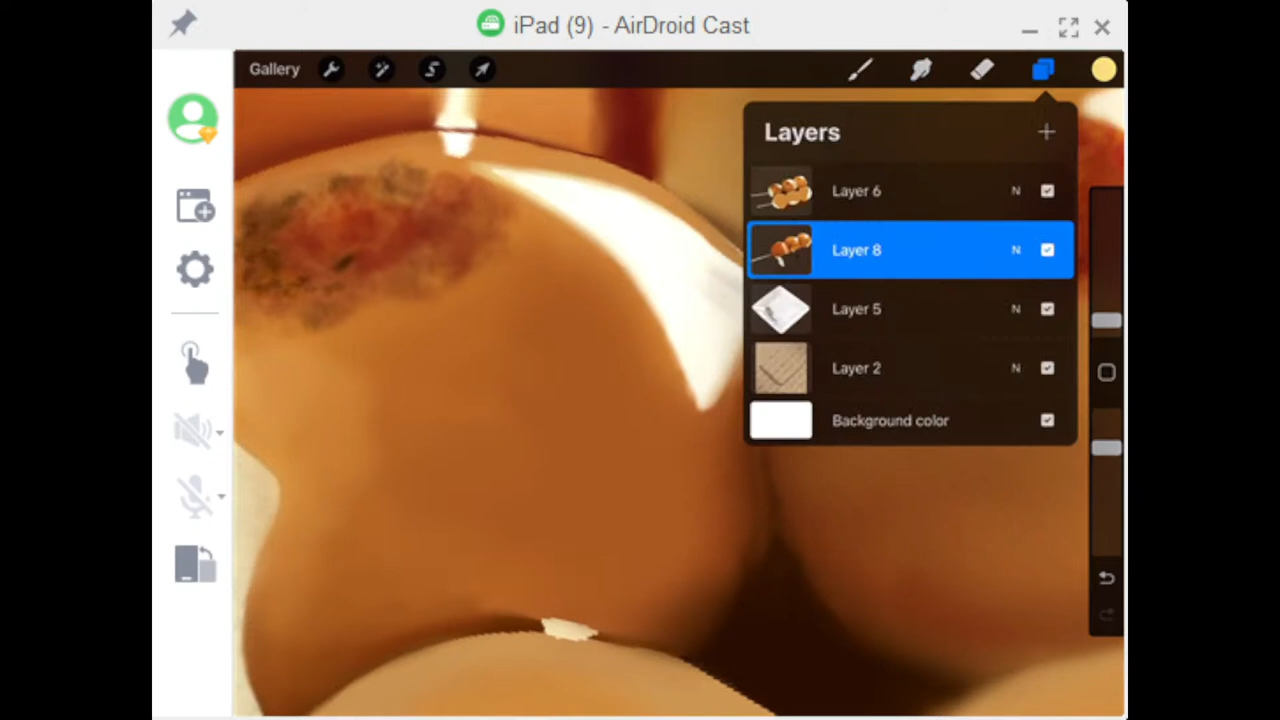 iPad (9) - AirDroid Cast
Gallery
Layers
Layer 6 N
Layer 8 N
Layer 5 N
Layer 2 N
Background color